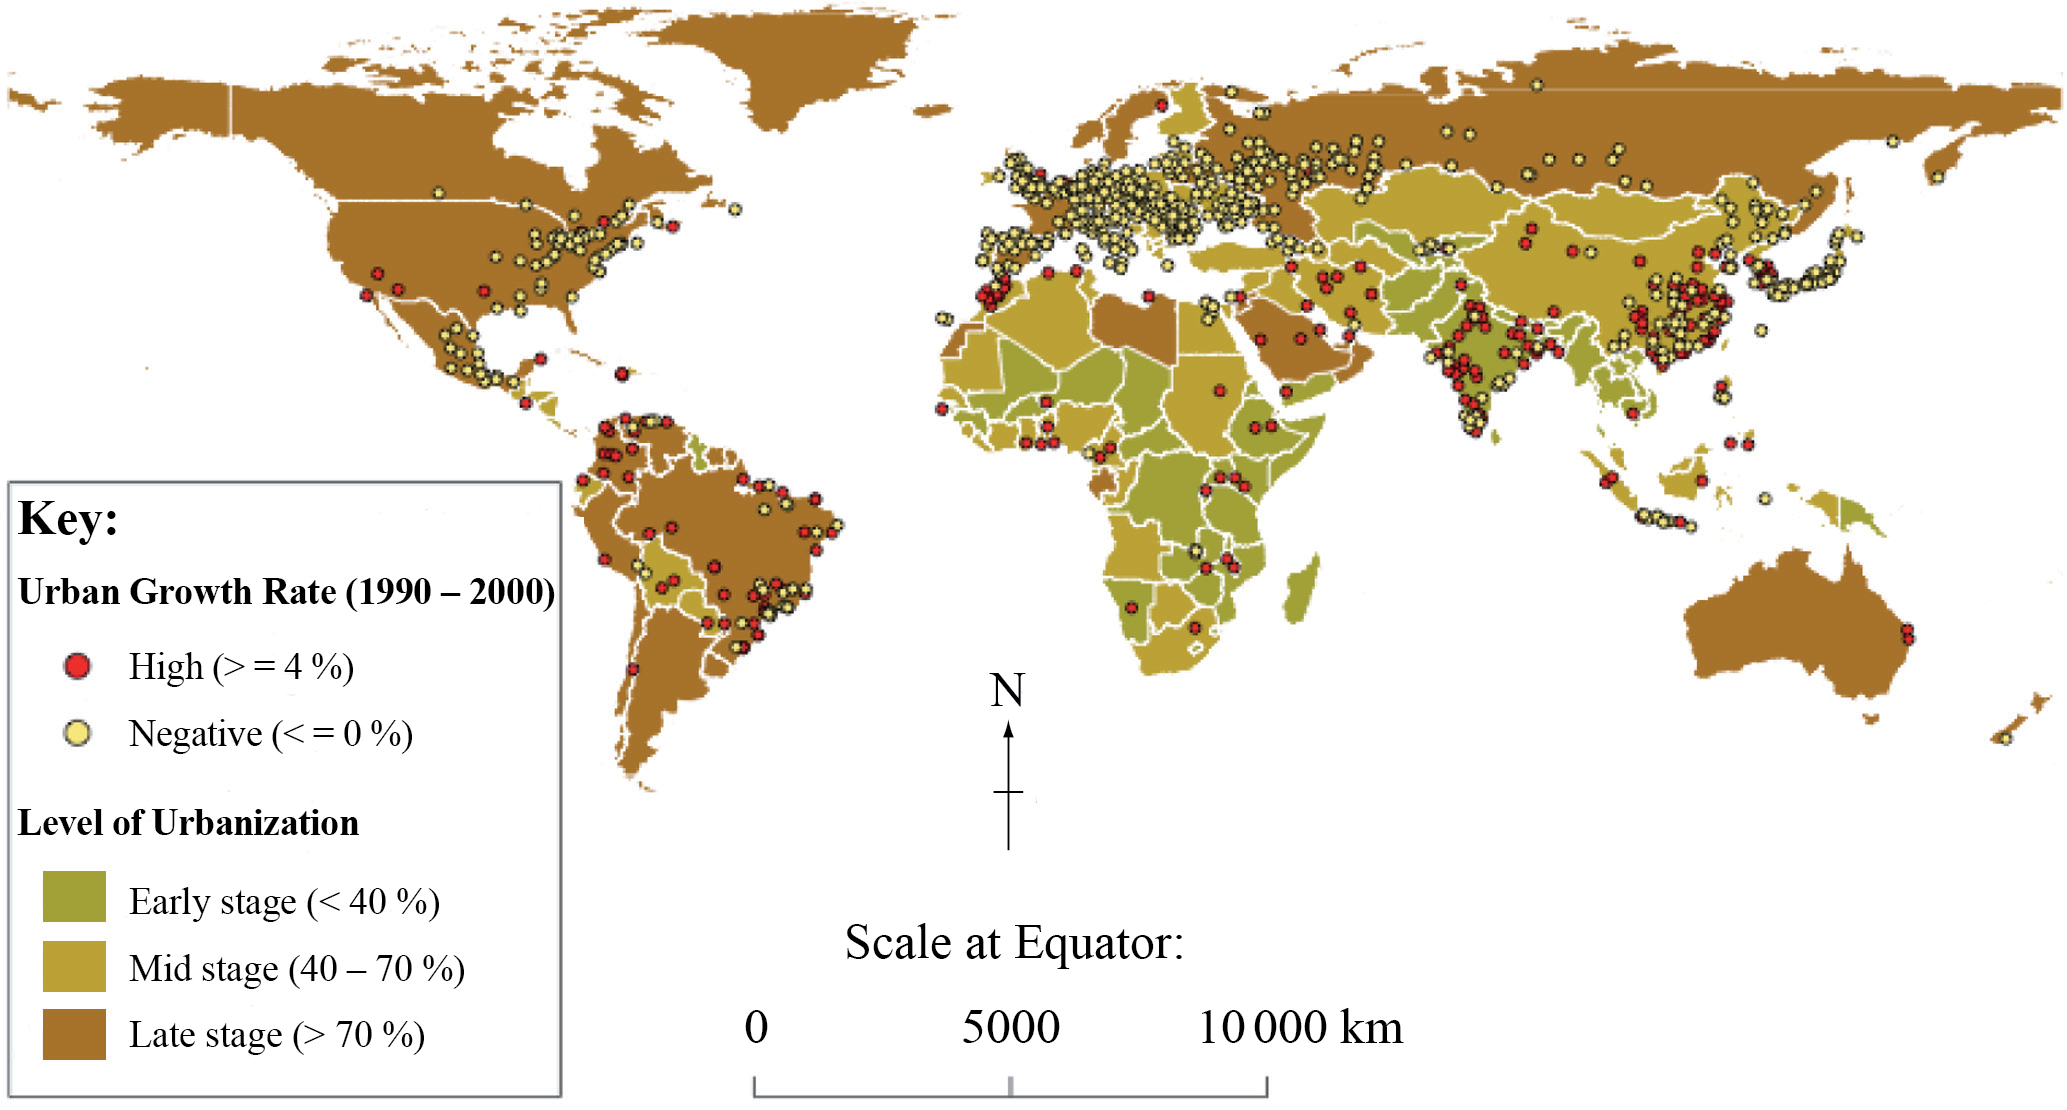 Key:
Urban Growth Rate (1990 – 2000)
High (> = 4 %)
Negative (< = 0 %)
Level of Urbanization
Early stage (< 40 %)
Mid stage (40 – 70 %)
Late stage (> 70 %)
N
Scale at Equator:
0 5000 10 000 km